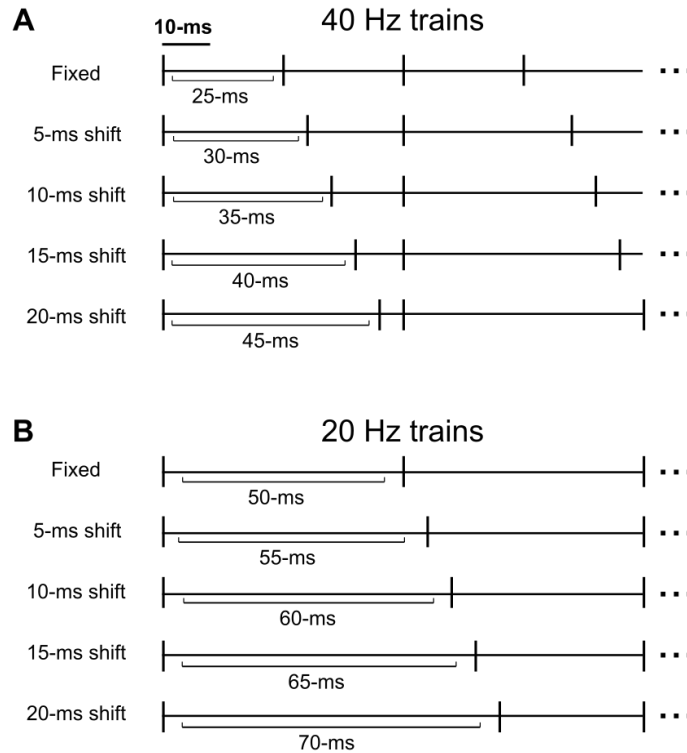 A
40 Hz trains
10-ms
Fixed
25-ms
5-ms shift
30-ms
10-ms shift
35-ms
15-ms shift
40-ms
20-ms shift
45-ms
B
20 Hz trains
Fixed
50-ms
5-ms shift
55-ms
10-ms shift
60-ms
15-ms shift
65-ms
20-ms shift
70-ms